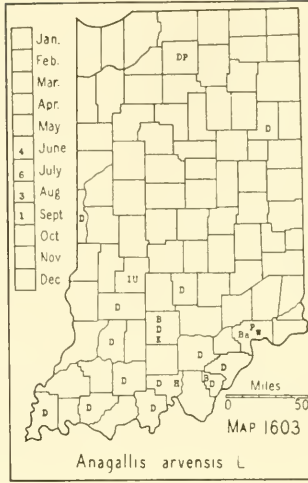 Jan.
Feb.
Mar.
Apr.
May
4 June
6 July
3 Aug
1 Sept
Oct
Nov
Dec
DP
D
D
IU
D
D
B
D
K
D
P
W
Ba
D
D
D
D
H
B
D
D
D
D
Miles
0 50
MAP 1603
Anagallis arvensis L